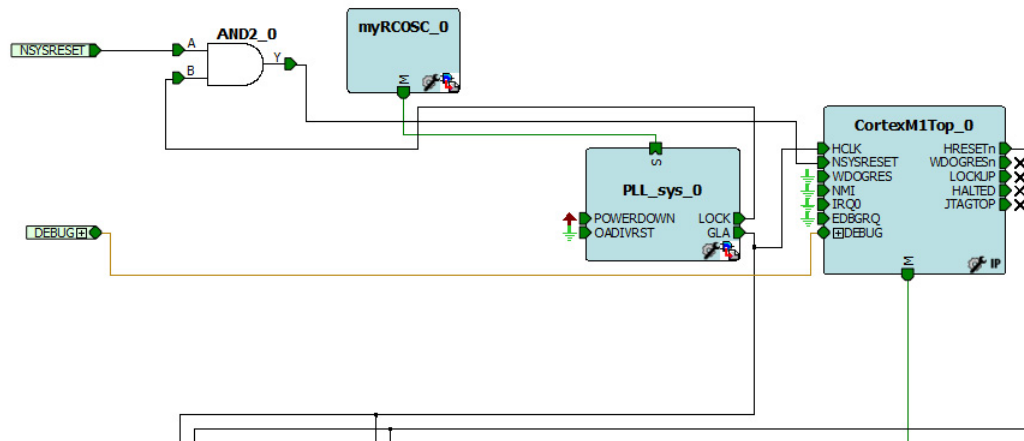 AND2_0
myRCOSC_0
NSYSRESET
A
B
Y
M
CortexM1Top_0
HCLK
NSYSRESET
WDOGRES
NMI
IRQ0
EDBGRQ
DEBUG
HRESETn
WDOGRESn
LOCKUP
HALTED
JTAGTOP
IP
M
S
PLL_sys_0
POWERDOWN
OADIVRST
LOCK
GLA
DEBUG